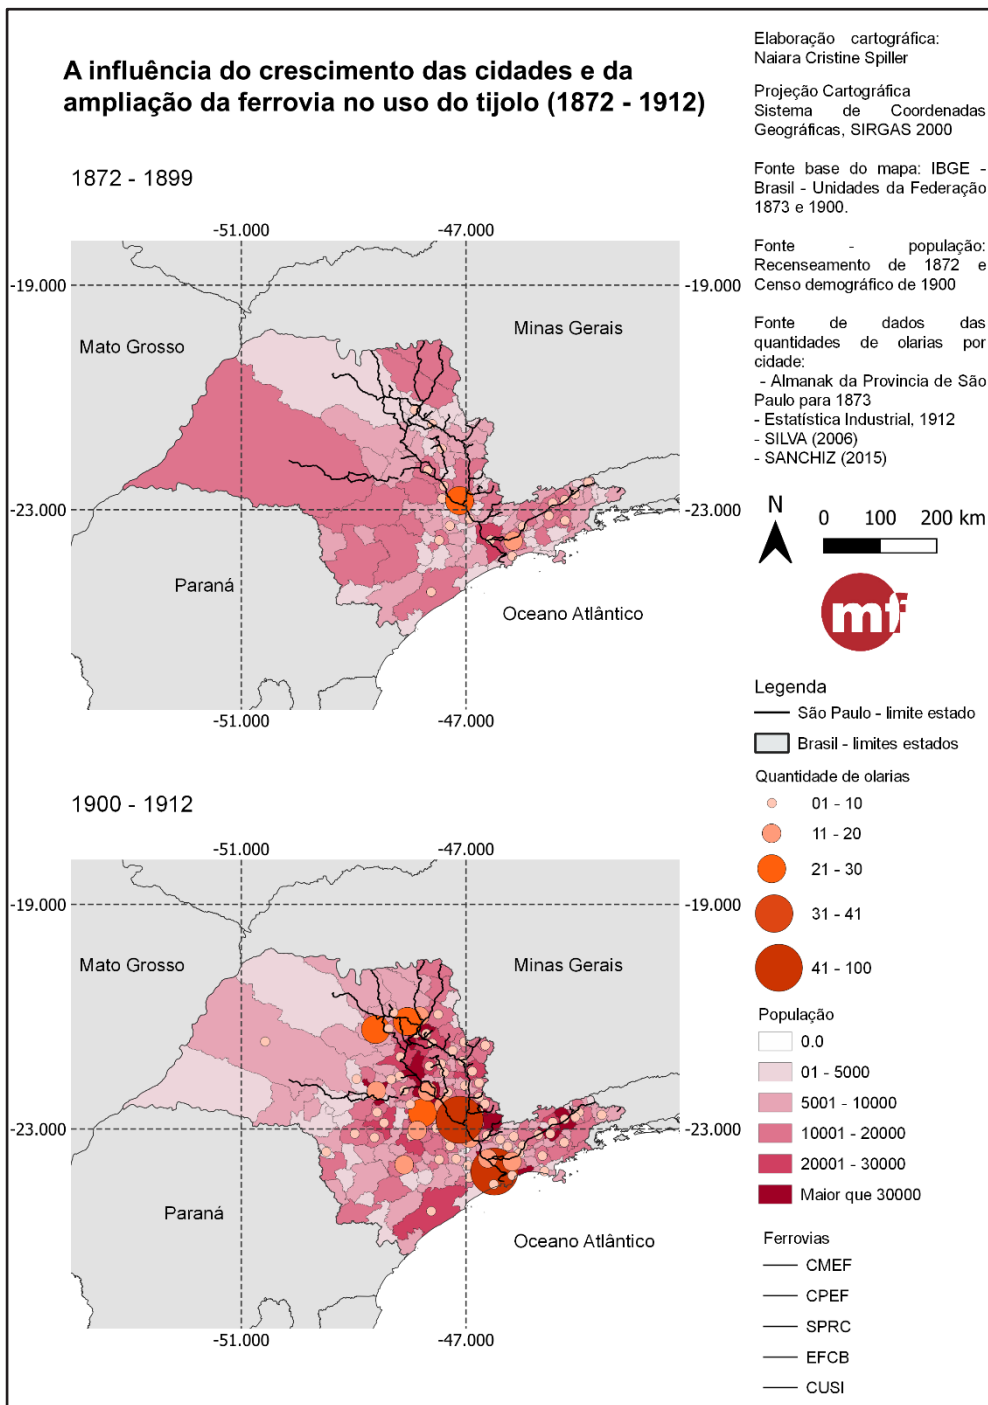 A influência do crescimento das cidades e da
ampliação da ferrovia no uso do tijolo (1872 - 1912)
Elaboração cartográfica:
Naiara Cristine Spiller
Projeção Cartográfica
Sistema de Coordenadas
Geográficas, SIRGAS 2000
Fonte base do mapa: IBGE -
Brasil - Unidades da Federação
1873 e 1900.
Fonte - população:
Recenseamento de 1872 e
Censo demográfico de 1900
Fonte de dados das
quantidades de olarias por
cidade:
- Almanak da Provincia de São
Paulo para 1873
- Estatística Industrial, 1912
- SILVA (2006)
- SANCHIZ (2015)
N
0 100 200 km
mfi
1872 - 1899
-51.000 -47.000
-19.000 -19.000
Mato Grosso
Minas Gerais
-23.000 -23.000
Paraná
Oceano Atlântico
-51.000 -47.000
1900 - 1912
-51.000 -47.000
-19.000 -19.000
Mato Grosso
Minas Gerais
-23.000 -23.000
Paraná
Oceano Atlântico
-51.000 -47.000
Legenda
São Paulo - limite estado
Brasil - limites estados
Quantidade de olarias
01 - 10
11 - 20
21 - 30
31 - 41
41 - 100
População
0.0
01 - 5000
5001 - 10000
10001 - 20000
20001 - 30000
Maior que 30000
Ferrovias
CMEF
CPEF
SPRC
EFCB
CUSI